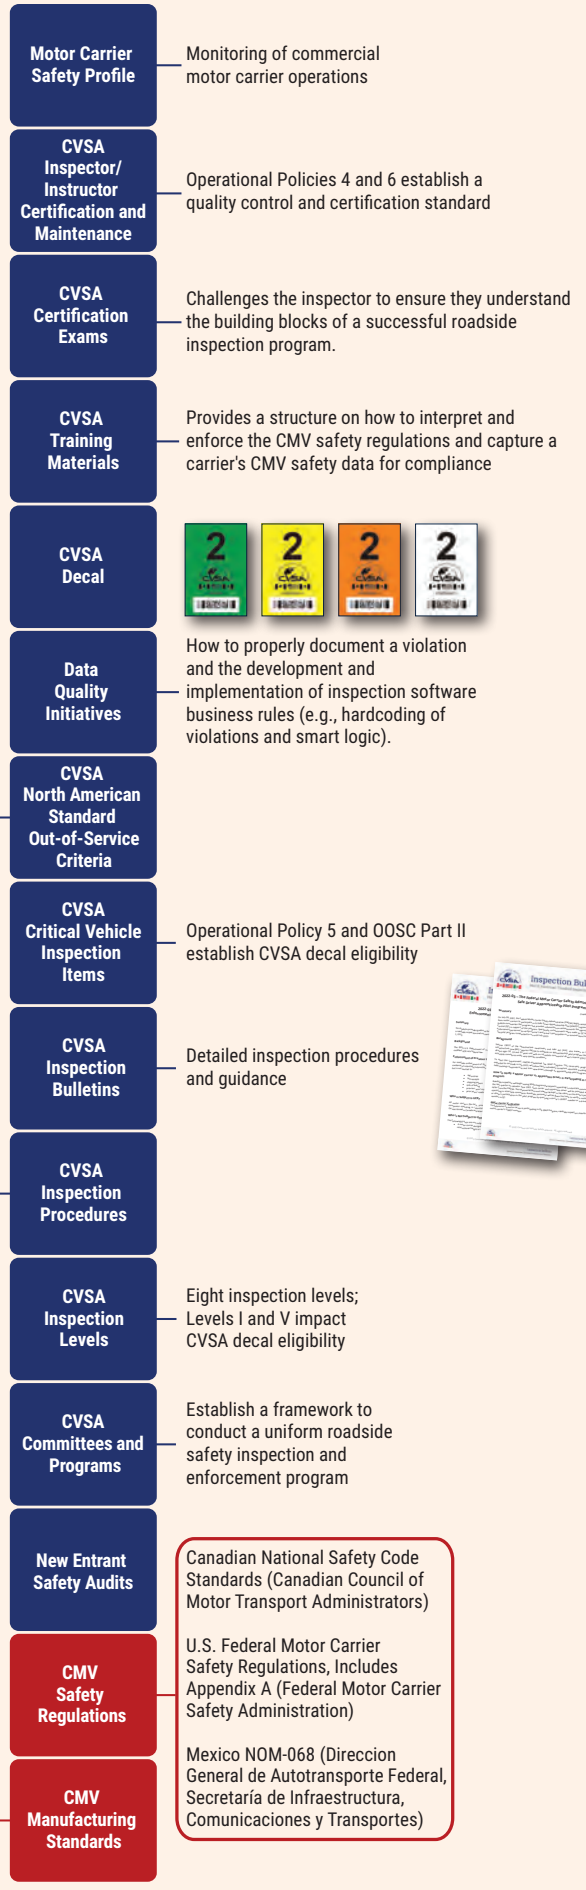 Motor Carrier
Safety Profile
Monitoring of commercial
motor carrier operations
CVSA
Inspector/
Instructor
Certification and
Maintenance
Operational Policies 4 and 6 establish a
quality control and certification standard
CVSA
Certification
Exams
Challenges the inspector to ensure they understand
the building blocks of a successful roadside
inspection program.
CVSA
Training
Materials
Provides a structure on how to interpret and
enforce the CMV safety regulations and capture a
carrier's CMV safety data for compliance
CVSA
Decal
2
CVSA
2
CVSA
2
CVSA
2
CVSA
Data
Quality
Initiatives
How to properly document a violation
and the development and
implementation of inspection software
business rules (e.g., hardcoding of
violations and smart logic).
CVSA
North American
Standard
Out-of-Service
Criteria
CVSA
Critical Vehicle
Inspection
Items
Operational Policy 5 and OOSC Part II
establish CVSA decal eligibility
CVSA
Inspection
Bulletins
Detailed inspection procedures
and guidance
CVSA
Inspection Bul
CVSA
Inspection
Procedures
CVSA
Inspection
Levels
Eight inspection levels;
Levels I and V impact
CVSA decal eligibility
CVSA
Committees and
Programs
Establish a framework to
conduct a uniform roadside
safety inspection and
enforcement program
New Entrant
Safety Audits
CMV
Safety
Regulations
CMV
Manufacturing
Standards
Canadian National Safety Code
Standards (Canadian Council of
Motor Transport Administrators)
U.S. Federal Motor Carrier
Safety Regulations, Includes
Appendix A (Federal Motor Carrier
Safety Administration)
Mexico NOM-068 (Direccion
General de Autotransporte Federal,
Secretaría de Infraestructura,
Comunicaciones y Transportes)